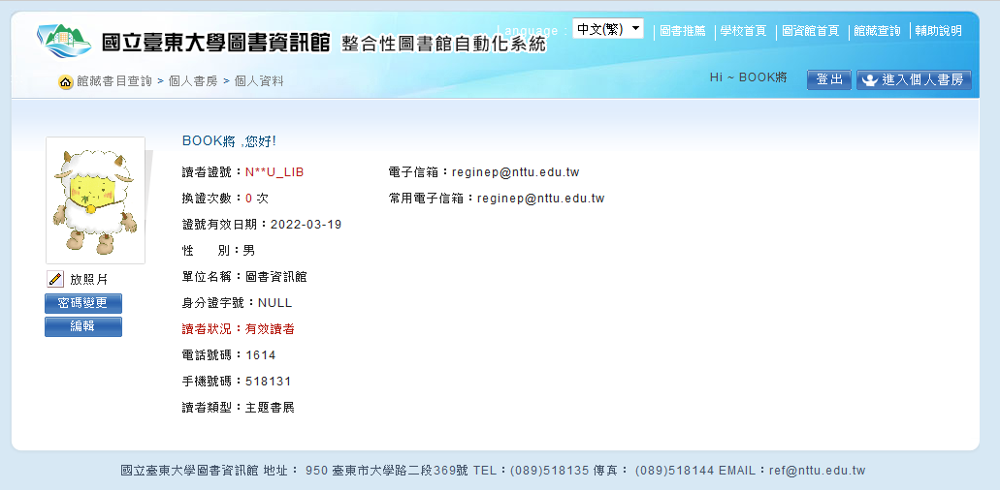 國立臺東大學圖書資訊館 整合性圖書館自動化系統
Language : 中文(繁) 圖書推薦 學校首頁 圖資館首頁 館藏查詢 輔助說明
館藏書目查詢 > 個人書房 > 個人資料
Hi ~ BOOK將 登出 進入個人書房
BOOK將 ,您好!
讀者證號：N**U_LIB 電子信箱：reginep@nttu.edu.tw
換證次數：0 次 常用電子信箱：reginep@nttu.edu.tw
證號有效日期：2022-03-19
性 別：男
單位名稱：圖書資訊館
身分證字號：NULL
讀者狀況：有效讀者
電話號碼：1614
手機號碼：518131
讀者類型：主題書展
放照片
密碼變更
編輯
國立臺東大學圖書資訊館 地址： 950 臺東市大學路二段369號 TEL：(089)518135 傳真： (089)518144 EMAIL：ref@nttu.edu.tw